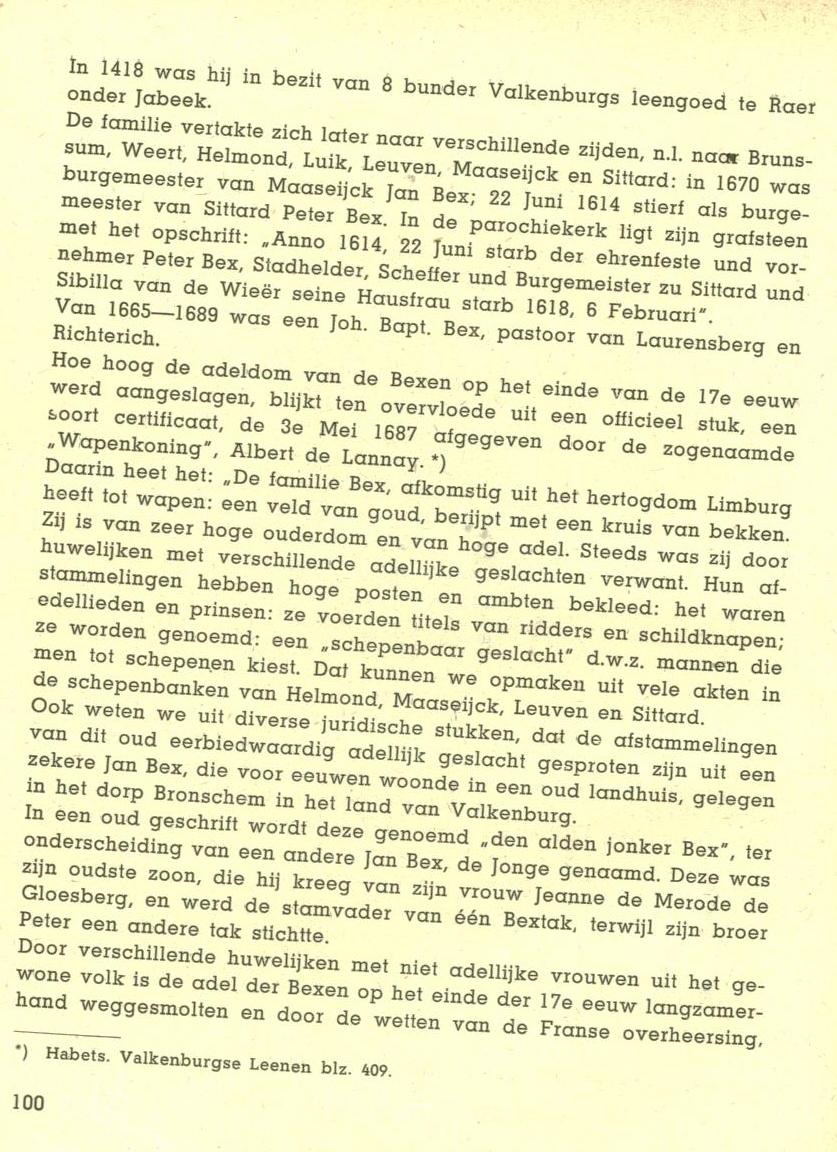 In 1418 was hij in bezit van 8 bunder Valkenburgs leengoed te Raer
onder Jabeek.
De familie vertakte zich later naar verschillende zijden, n.l. naar Bruns-
sum, Weert, Helmond, Luik, Leuven, Maaseijck en Sittard: in 1670 was
burgemeester van Maaseijck Jan Bex; 22 Juni 1614 stierf als burge-
meester van Sittard Peter Bex. In de parochiekerk ligt zijn grafsteen
met het opschrift: „Anno 1614, 22 Juni starb der ehrenfeste und vor-
nehmer Peter Bex, Stadhelder, Scheffer und Burgemeister zu Sittard und
Sibilla van de Wieër seine Hausfrau starb 1618, 6 Februari".
Van 1665—1689 was een Joh. Bapt. Bex, pastoor van Laurensberg en
Richterich.
Hoe hoog de adeldom van de Bexen op het einde van de 17e eeuw
werd aangeslagen, blijkt ten overvloede uit een officieel stuk, een
soort certificaat, de 3e Mei 1687 afgegeven door de zogenaamde
„Wapenkoning", Albert de Lannay. *)
Daarin heet het: „De familie Bex, afkomstig uit het hertogdom Limburg
heeft tot wapen: een veld van goud, berijpt met een kruis van bekken.
Zij is van zeer hoge ouderdom en van hoge adel. Steeds was zij door
huwelijken met verschillende adellijke geslachten verwant. Hun af-
stammelingen hebben hoge posten en ambten bekleed: het waren
edellieden en prinsen: ze voerden titels van ridders en schildknapen;
ze worden genoemd: een „schepenbaar geslacht" d.w.z. mannen die
men tot schepenen kiest. Dat kunnen we opmaken uit vele akten in
de schepenbanken van Helmond, Maaseijck, Leuven en Sittard.
Ook weten we uit diverse juridische stukken, dat de afstammelingen
van dit oud eerbiedwaardig adellijk geslacht gesproten zijn uit een
zekere Jan Bex, die voor eeuwen woonde in een oud landhuis, gelegen
in het dorp Bronschem in het land van Valkenburg.
In een oud geschrift wordt deze genoemd „den alden jonker Bex", ter
onderscheiding van een andere Jan Bex, de Jonge genaamd. Deze was
zijn oudste zoon, die hij kreeg van zijn vrouw Jeanne de Merode de
Gloesberg, en werd de stamvader van één Bextak, terwijl zijn broer
Peter een andere tak stichtte.
Door verschillende huwelijken met niet adellijke vrouwen uit het ge-
wone volk is de adel der Bexen op het einde der 17e eeuw langzamer-
hand weggesmolten en door de wetten van de Franse overheersing,
*) Habets. Valkenburgse Leenen blz. 409.
100